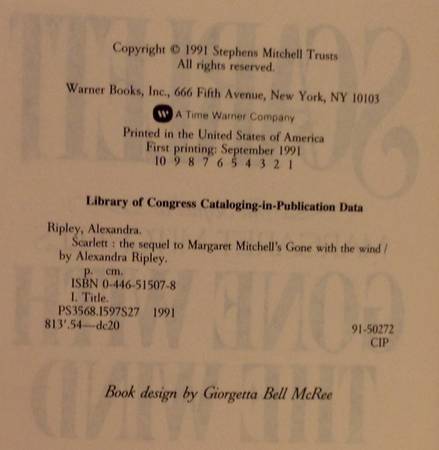 Copyright © 1991 Stephens Mitchell Trusts
All rights reserved.
Warner Books, Inc., 666 Fifth Avenue, New York, NY 10103
A Time Warner Company
Printed in the United States of America
First printing: September 1991
10 9 8 7 6 5 4 3 2 1
Library of Congress Cataloging-in-Publication Data
Ripley, Alexandra.
Scarlett : the sequel to Margaret Mitchell's Gone with the wind /
by Alexandra Ripley.
p. cm.
ISBN 0-446-51507-8
I. Title.
PS3568.I597S27 1991
813'.54—dc20 91-50272
CIP
Book design by Giorgetta Bell McRee